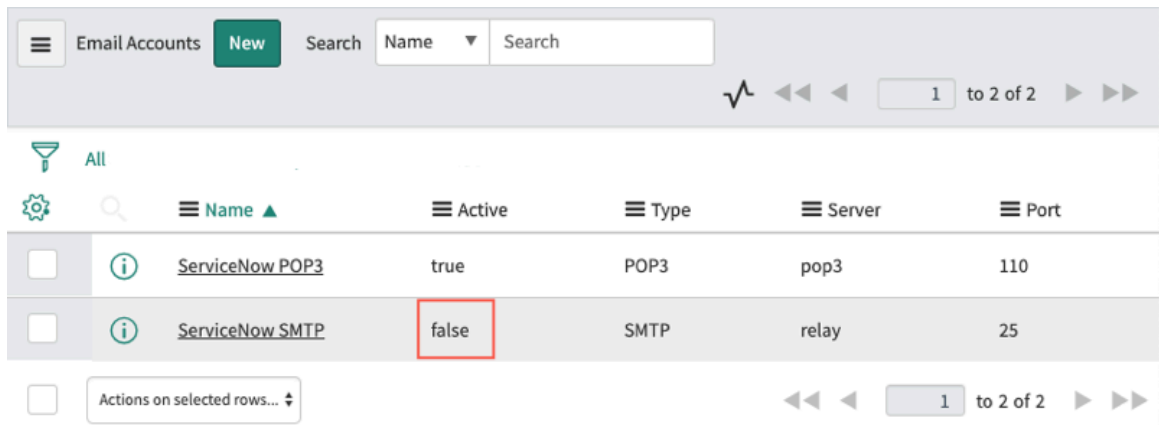 Email Accounts New Search Name Search
1 to 2 of 2
All
Name Active Type Server Port
ServiceNow POP3 true POP3 pop3 110
ServiceNow SMTP false SMTP relay 25
Actions on selected rows... 1 to 2 of 2